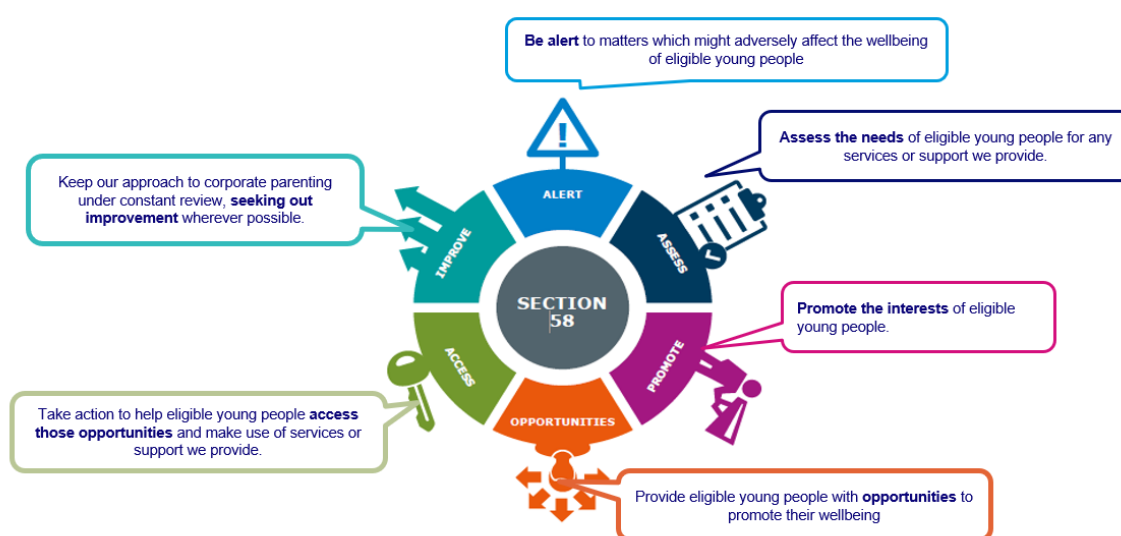 Be alert to matters which might adversely affect the wellbeing
of eligible young people
Assess the needs of eligible young people for any
services or support we provide.
Keep our approach to corporate parenting
under constant review, seeking out
improvement wherever possible.
ALERT
ASSESS
IMPROVE
SECTION
58
Promote the interests of eligible
young people.
PROMOTE
ACCESS
OPPORTUNITIES
Take action to help eligible young people access
those opportunities and make use of services or
support we provide.
Provide eligible young people with opportunities to
promote their wellbeing